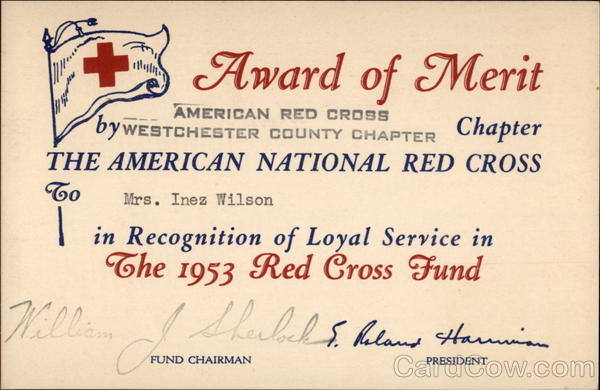 Award of Merit
AMERICAN RED CROSS
by WESTCHESTER COUNTY CHAPTER Chapter
THE AMERICAN NATIONAL RED CROSS
To Mrs. Inez Wilson
in Recognition of Loyal Service in
The 1953 Red Cross Fund
William J Sherlock E. Roland Harriman
FUND CHAIRMAN PRESIDENT
CardCow.com